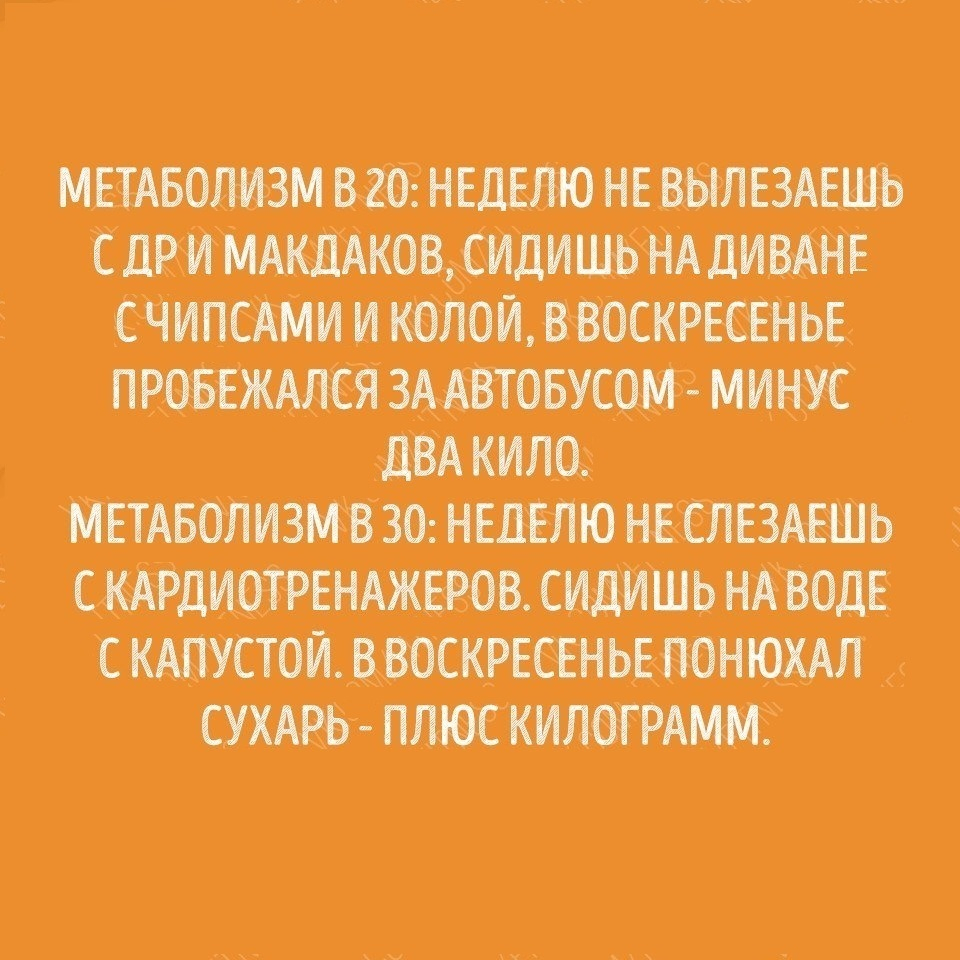 МЕТАБОЛИЗМ В 20: НЕДЕЛЮ НЕ ВЫЛЕЗАЕШЬ
С ДР И МАКДАКОВ, СИДИШЬ НА ДИВАНЕ
С ЧИПСАМИ И КОЛОЙ, В ВОСКРЕСЕНЬЕ
ПРОБЕЖАЛСЯ ЗА АВТОБУСОМ - МИНУС
ДВА КИЛО.
МЕТАБОЛИЗМ В 30: НЕДЕЛЮ НЕ СЛЕЗАЕШЬ
С КАРДИОТРЕНАЖЕРОВ. СИДИШЬ НА ВОДЕ
С КАПУСТОЙ. В ВОСКРЕСЕНЬЕ ПОНЮХАЛ
СУХАРЬ - ПЛЮС КИЛОГРАММ.